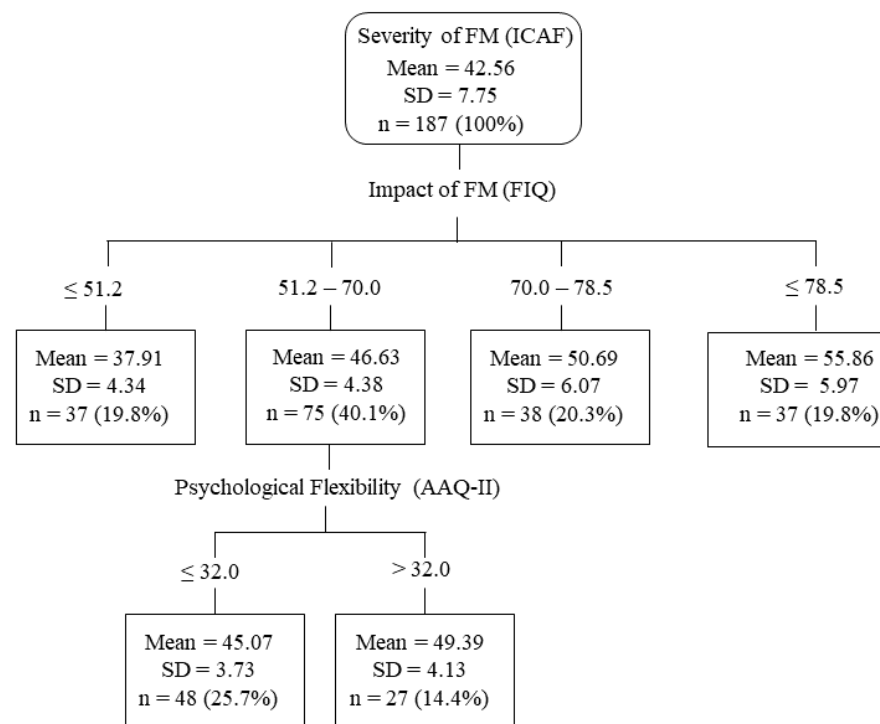 Severity of FM (ICAF)
Mean = 42.56
SD = 7.75
n = 187 (100%)
Impact of FM (FIQ)
≤ 51.2
51.2 – 70.0
70.0 – 78.5
≤ 78.5
Mean = 37.91
SD = 4.34
n = 37 (19.8%)
Mean = 46.63
SD = 4.38
n = 75 (40.1%)
Mean = 50.69
SD = 6.07
n = 38 (20.3%)
Mean = 55.86
SD = 5.97
n = 37 (19.8%)
Psychological Flexibility (AAQ-II)
≤ 32.0
> 32.0
Mean = 45.07
SD = 3.73
n = 48 (25.7%)
Mean = 49.39
SD = 4.13
n = 27 (14.4%)